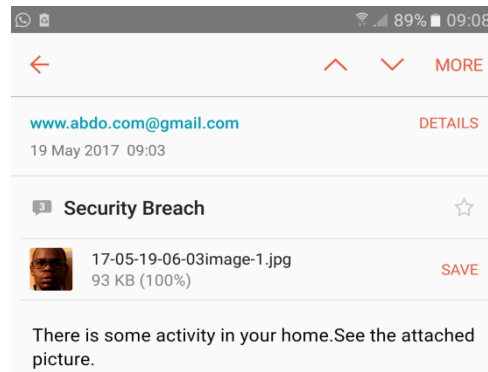 89% 09:08
MORE
www.abdo.com@gmail.com DETAILS
19 May 2017 09:03
3 Security Breach
17-05-19-06-03image-1.jpg
93 KB (100%) SAVE
There is some activity in your home.See the attached
picture.